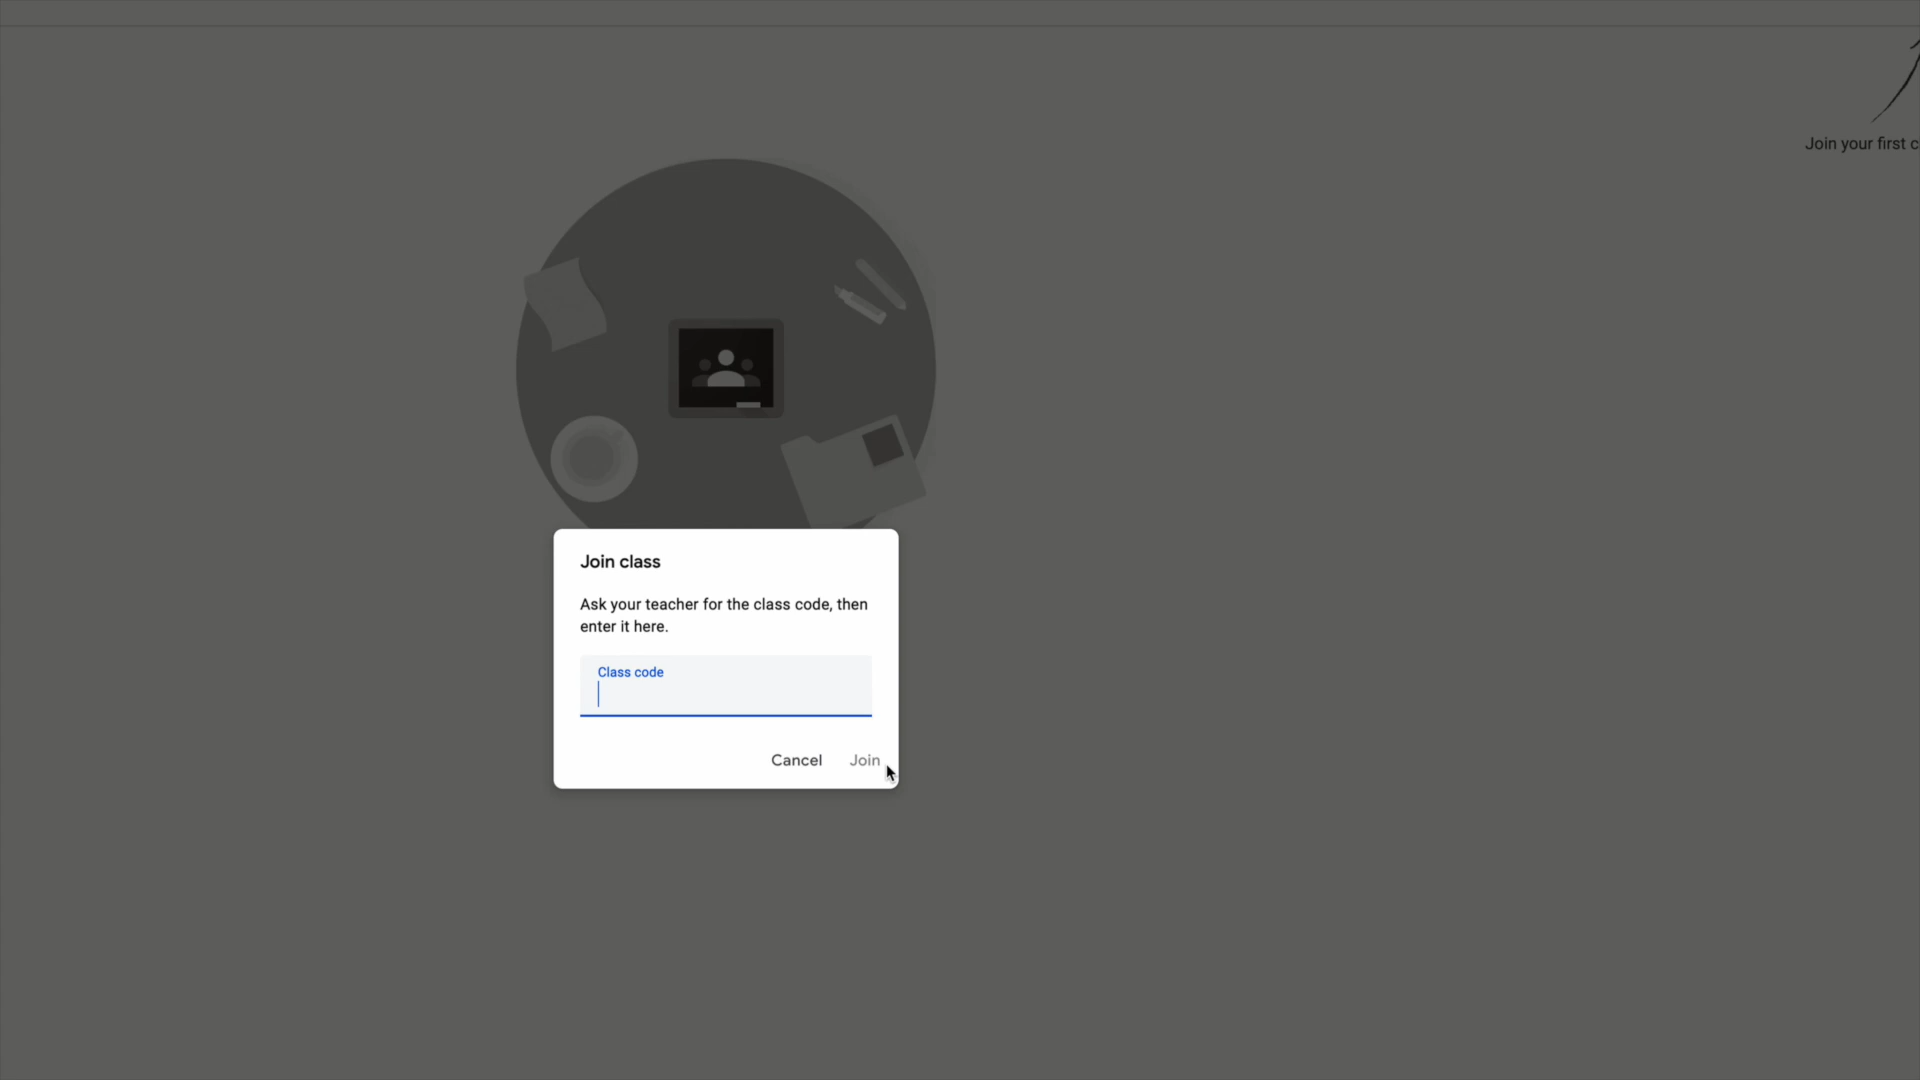 Join your first c
Join class
Ask your teacher for the class code, then
enter it here.
Class code
Cancel
Join